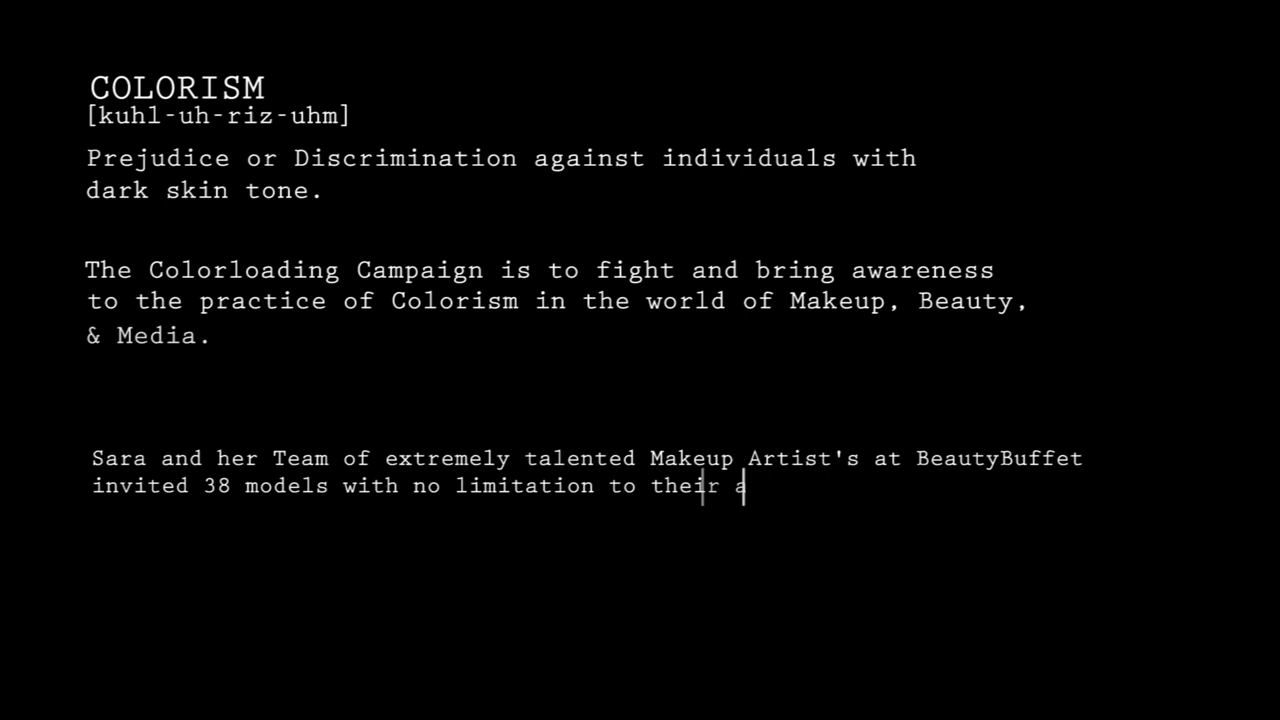 COLORISM
[kuhl-uh-riz-uhm]
Prejudice or Discrimination against individuals with
dark skin tone.
The Colorloading Campaign is to fight and bring awareness
to the practice of Colorism in the world of Makeup, Beauty,
& Media.
Sara and her Team of extremely talented Makeup Artist's at BeautyBuffet
invited 38 models with no limitation to their a